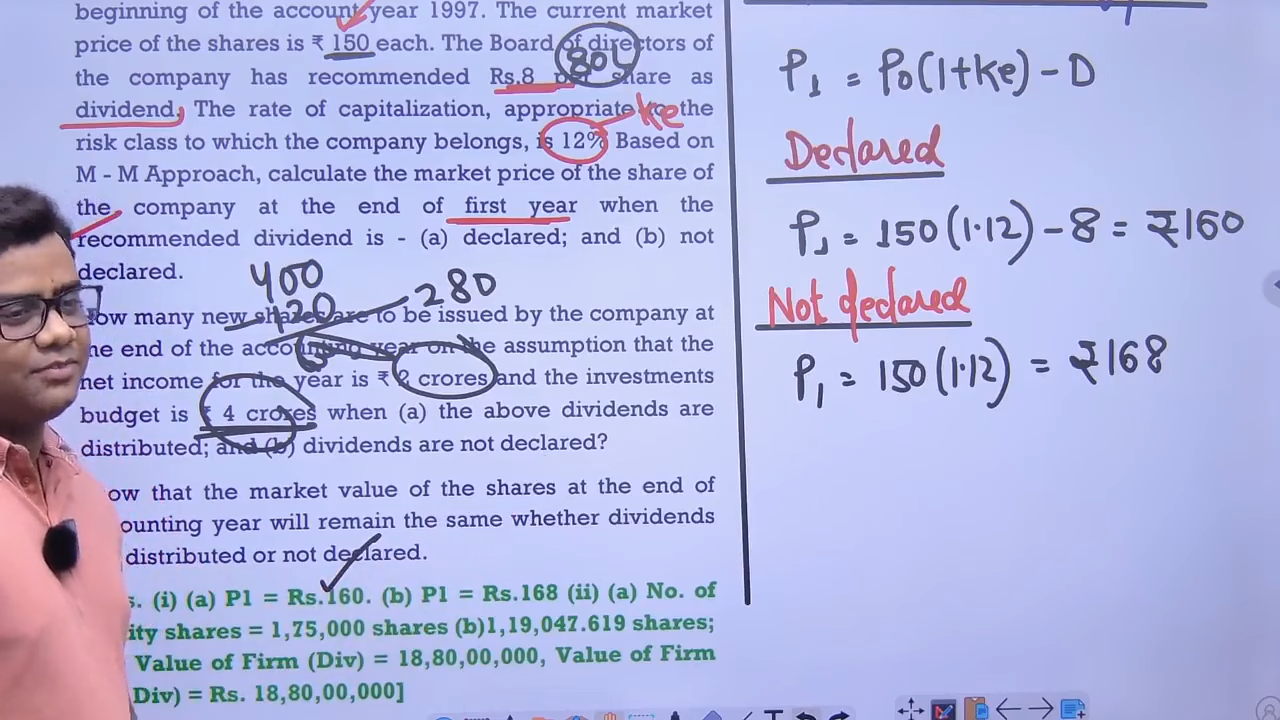 beginning of the account year 1997. The current market
price of the shares is ₹ 150 each. The Board of directors of
80L
the company has recommended Rs.8 per share as
dividend. The rate of capitalization, appropriate to the
ke
risk class to which the company belongs, is 12%. Based on
M - M Approach, calculate the market price of the share of
the company at the end of first year when the
recommended dividend is - (a) declared; and (b) not
declared.
400
120
280
ow many new shares are to be issued by the company at
he end of the accounting year on the assumption that the
net income for the year is ₹ 2 crores and the investments
budget is ₹ 4 crores when (a) the above dividends are
distributed; and (b) dividends are not declared?
ow that the market value of the shares at the end of
ounting year will remain the same whether dividends
distributed or not declared.
s. (i) (a) P1 = Rs.160. (b) P1 = Rs.168 (ii) (a) No. of
ity shares = 1,75,000 shares (b)1,19,047.619 shares;
Value of Firm (Div) = 18,80,00,000, Value of Firm
Div) = Rs. 18,80,00,000]
P1 = P0(1+ke) - D
Declared
P1 = 150(1.12) - 8 = ₹160
Not declared
P1 = 150(1.12) = ₹168